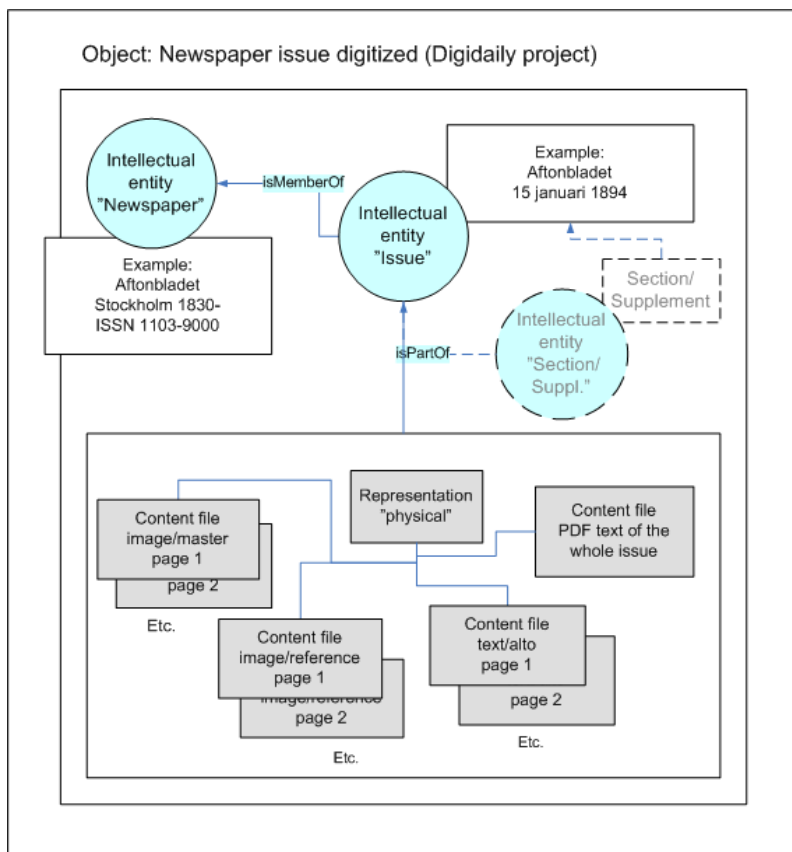 Object: Newspaper issue digitized (Digidaily project)
Intellectual
entity
"Newspaper"
isMemberOf
Intellectual
entity
"Issue"
Example:
Aftonbladet
15 januari 1894
Example:
Aftonbladet
Stockholm 1830-
ISSN 1103-9000
Section/
Supplement
Intellectual
entity
"Section/
Suppl."
isPartOf
Representation
"physical"
Content file
image/master
page 1
page 2
Etc.
Content file
PDF text of the
whole issue
Content file
image/reference
page 1
image/reference
page 2
Etc.
Content file
text/alto
page 1
page 2
Etc.